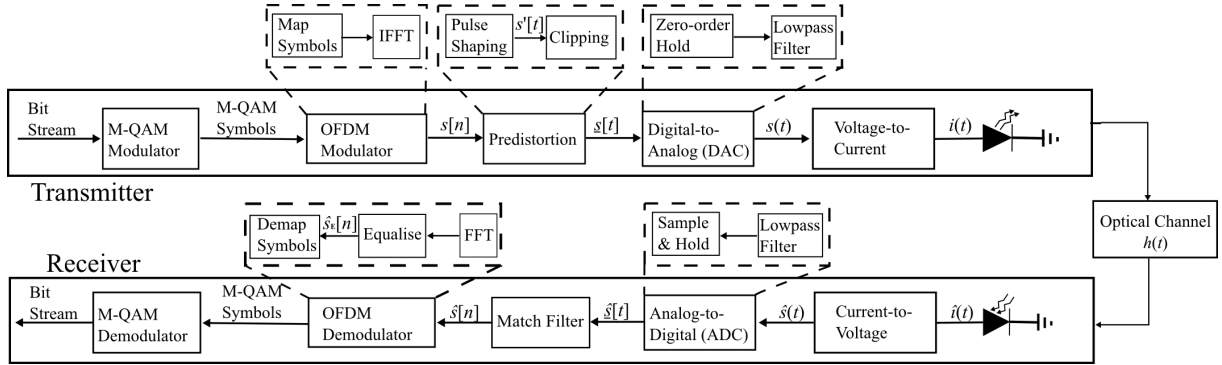 Map Symbols
IFFT
Pulse Shaping
s'[t]
Clipping
Zero-order Hold
Lowpass Filter
Bit Stream
M-QAM Modulator
M-QAM Symbols
OFDM Modulator
s[n]
Predistortion
s̲[t]
Digital-to-Analog (DAC)
s(t)
Voltage-to-Current
i(t)
Transmitter
Optical Channel
h(t)
Demap Symbols
ŝᴇ[n]
Equalise
FFT
Sample & Hold
Lowpass Filter
Receiver
Bit Stream
M-QAM Demodulator
M-QAM Symbols
OFDM Demodulator
ŝ[n]
Match Filter
ŝ̲[t]
Analog-to-Digital (ADC)
ŝ(t)
Current-to-Voltage
î(t)